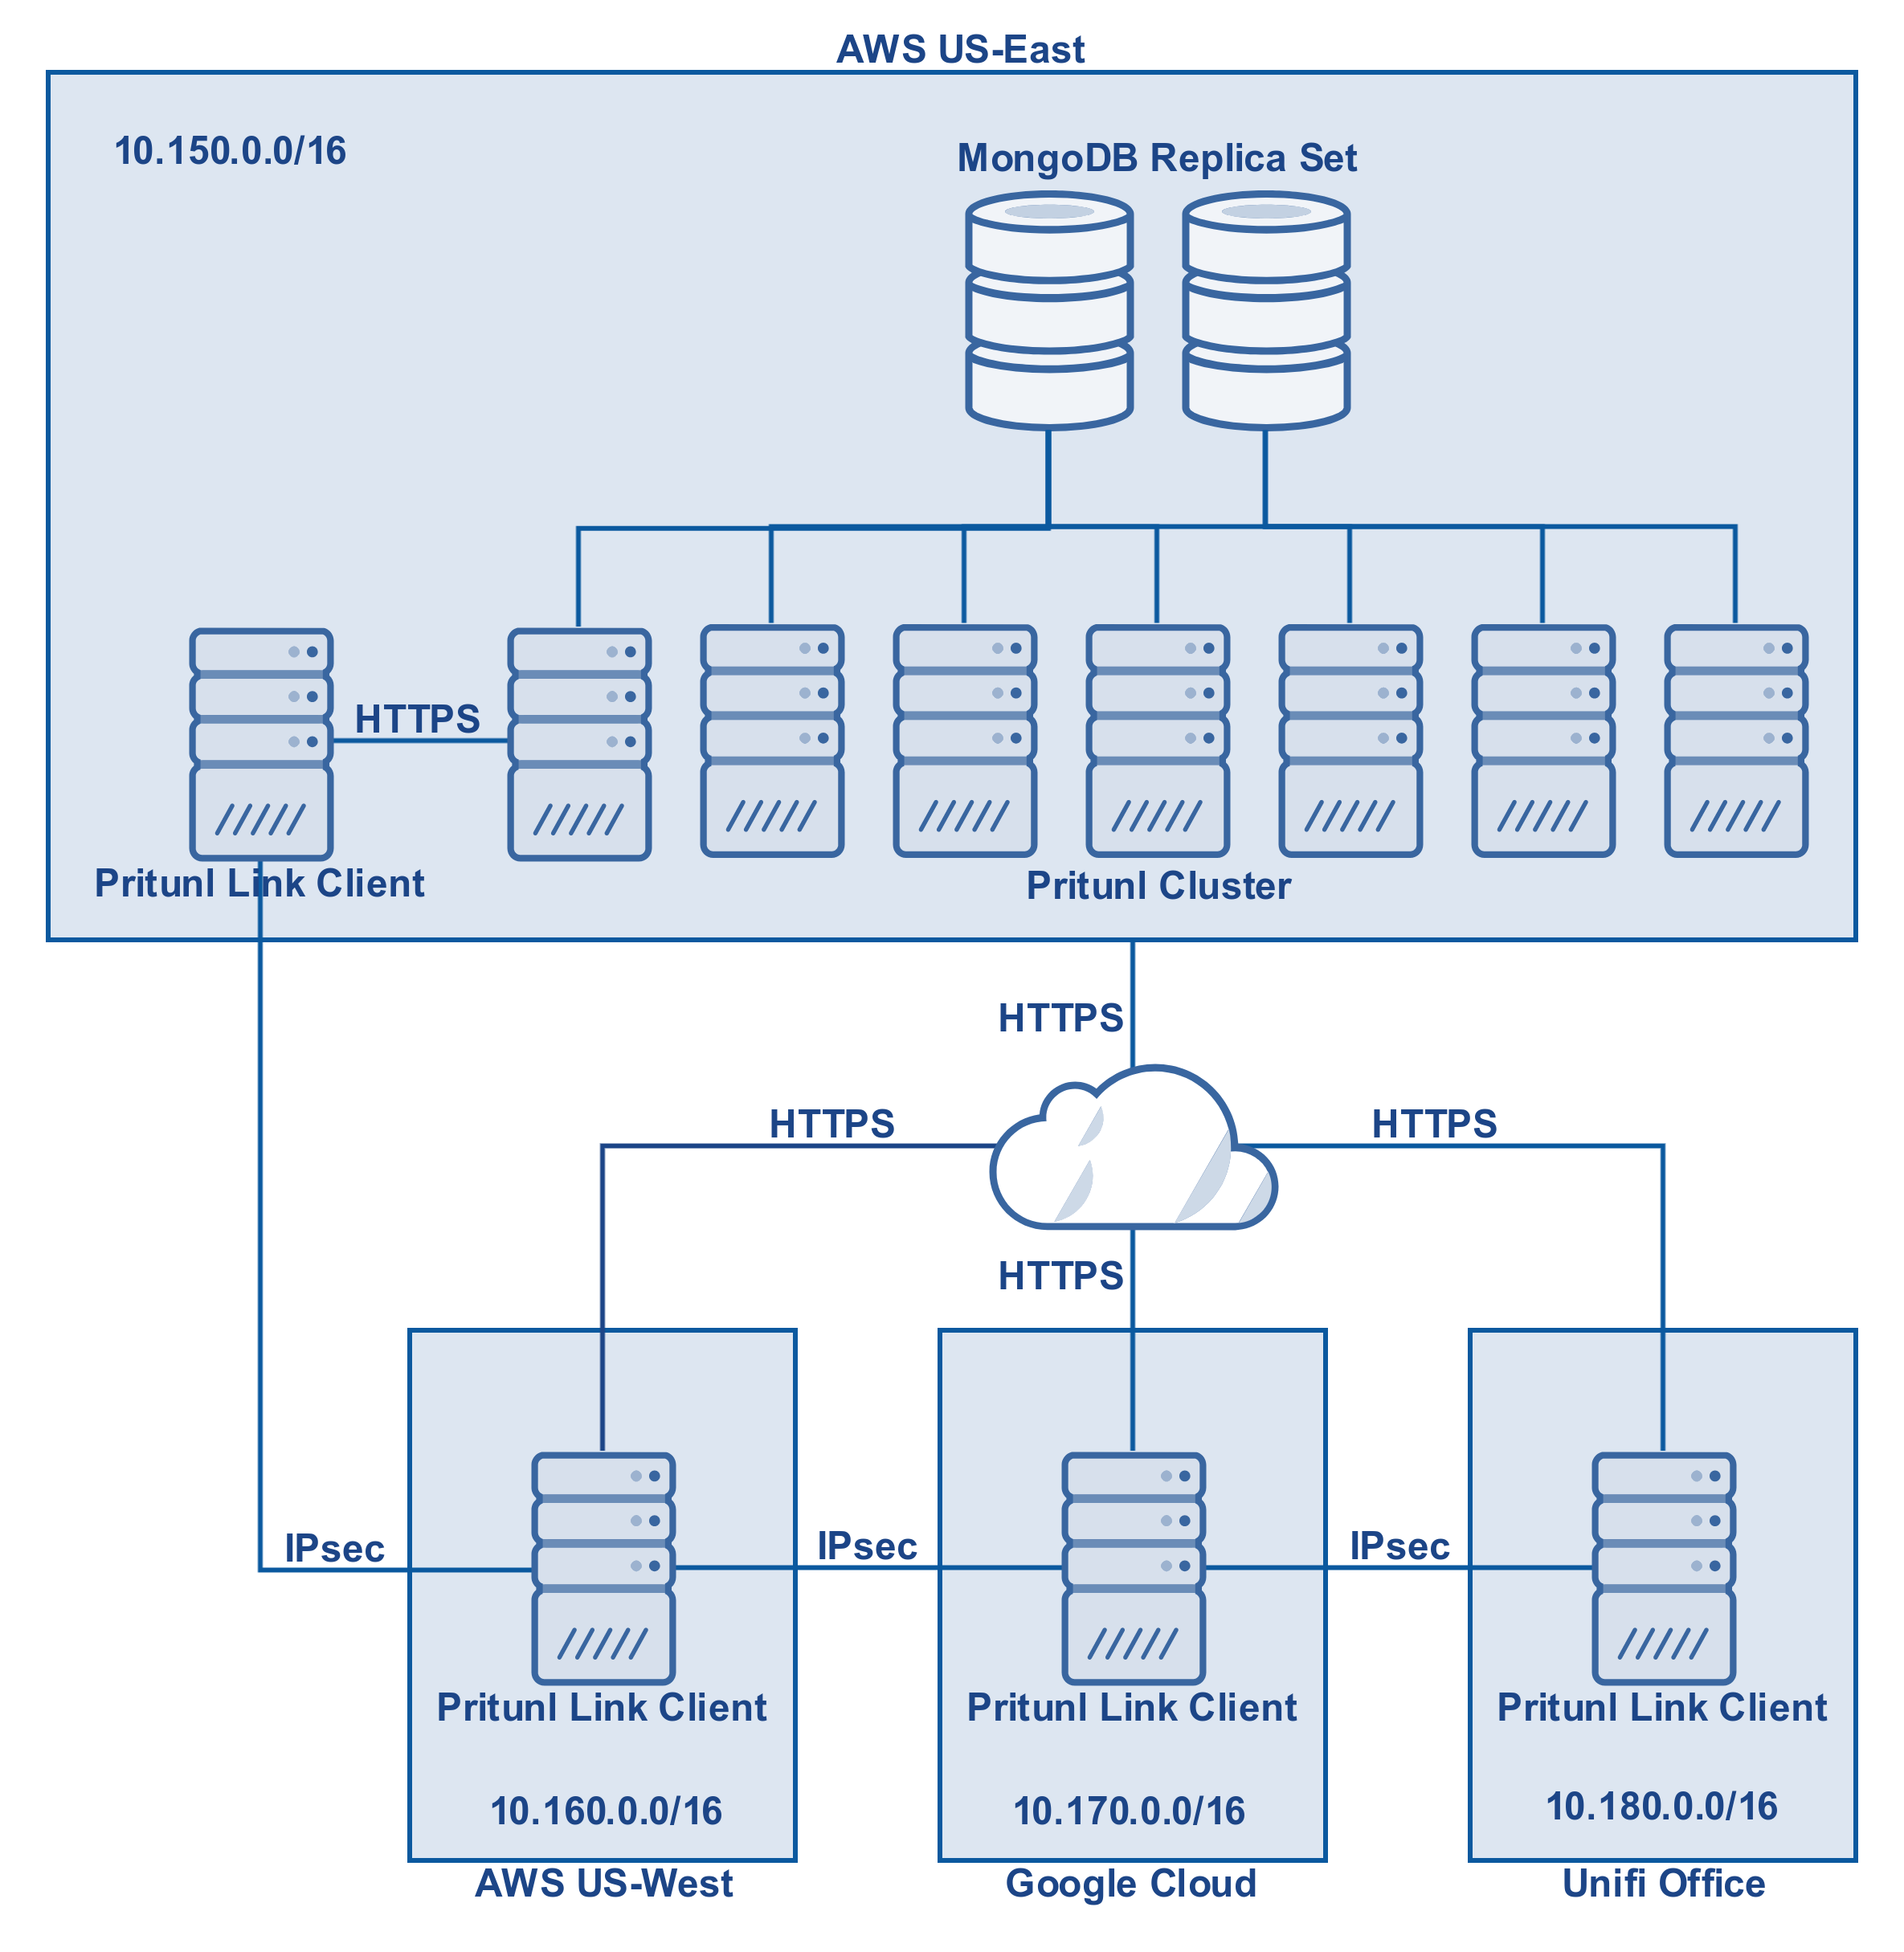 AWS US-East
10.150.0.0/16
MongoDB Replica Set
HTTPS
Pritunl Link Client
Pritunl Cluster
HTTPS
HTTPS
HTTPS
HTTPS
IPsec
IPsec
IPsec
Pritunl Link Client
Pritunl Link Client
Pritunl Link Client
10.160.0.0/16
10.170.0.0/16
10.180.0.0/16
AWS US-West
Google Cloud
Unifi Office